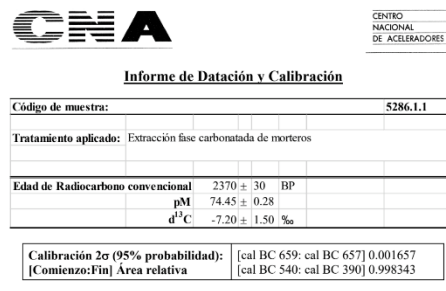 CNA
CENTRO
NACIONAL
DE ACELERADORES
Informe de Datación y Calibración
Código de muestra: 5286.1.1
Tratamiento aplicado: Extracción fase carbonatada de morteros
Edad de Radiocarbono convencional 2370 ± 30 BP
pM 74.45 ± 0.28
d¹³C -7.20 ± 1.50 ‰
Calibración 2σ (95% probabilidad): [cal BC 659: cal BC 657] 0.001657
[Comienzo:Fin] Área relativa [cal BC 540: cal BC 390] 0.998343